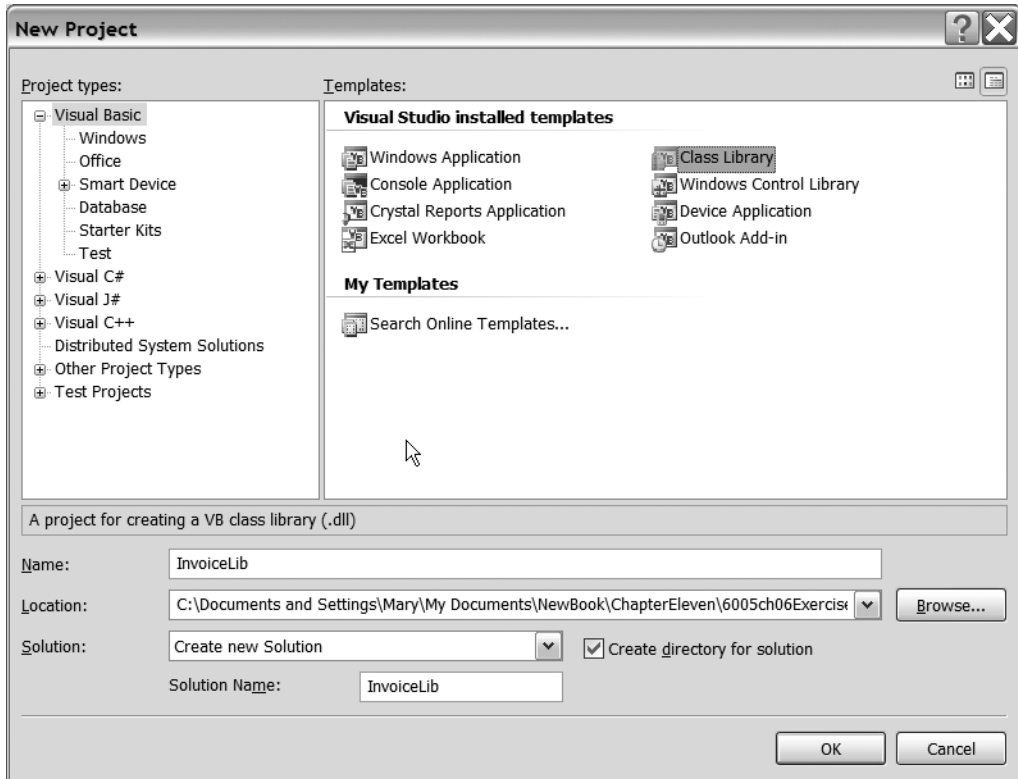 New Project
Project types:
Templates:
Visual Basic
Windows
Office
Smart Device
Database
Starter Kits
Test
Visual C#
Visual J#
Visual C++
Distributed System Solutions
Other Project Types
Test Projects
Visual Studio installed templates
Windows Application
Class Library
Console Application
Windows Control Library
Crystal Reports Application
Device Application
Excel Workbook
Outlook Add-in
My Templates
Search Online Templates...
A project for creating a VB class library (.dll)
Name:
InvoiceLib
Location:
C:\Documents and Settings\Mary\My Documents\NewBook\ChapterEleven\6005ch06Exercise
Browse...
Solution:
Create new Solution
Create directory for solution
Solution Name:
InvoiceLib
OK
Cancel